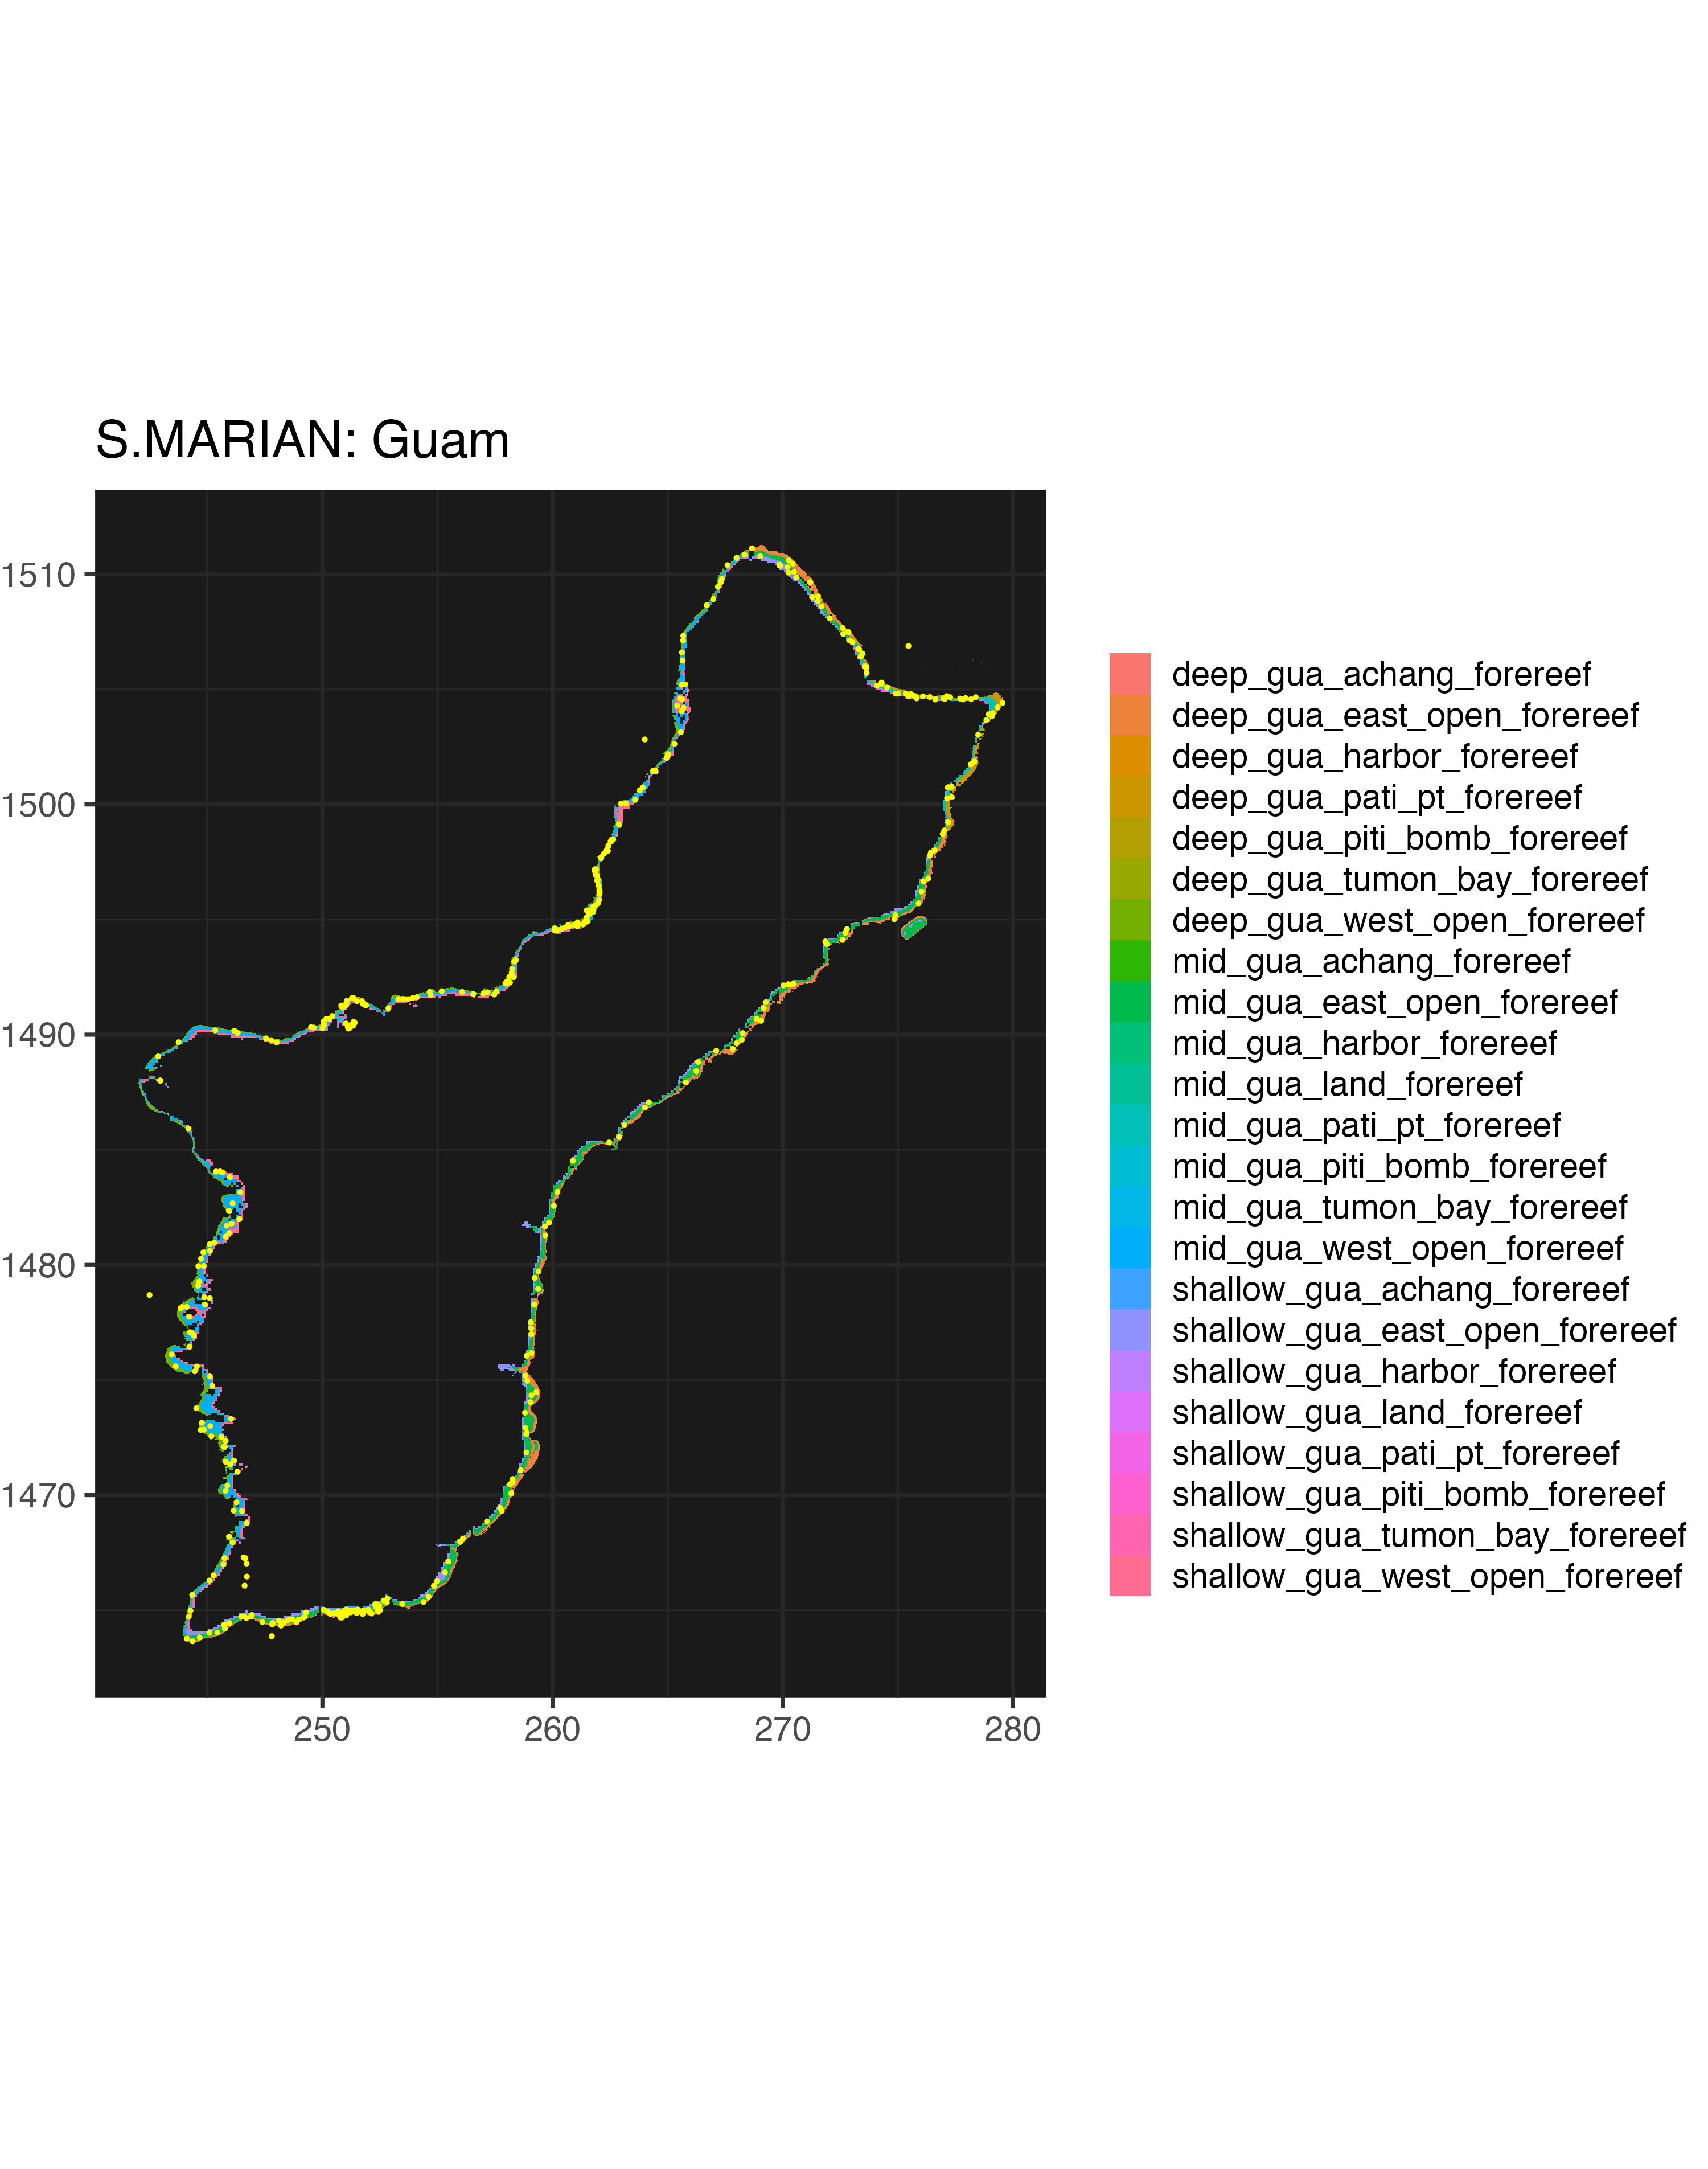 S.MARIAN: Guam
1510
1500
1490
1480
1470
250 260 270 280
deep_gua_achang_forereef
deep_gua_east_open_forereef
deep_gua_harbor_forereef
deep_gua_pati_pt_forereef
deep_gua_piti_bomb_forereef
deep_gua_tumon_bay_forereef
deep_gua_west_open_forereef
mid_gua_achang_forereef
mid_gua_east_open_forereef
mid_gua_harbor_forereef
mid_gua_land_forereef
mid_gua_pati_pt_forereef
mid_gua_piti_bomb_forereef
mid_gua_tumon_bay_forereef
mid_gua_west_open_forereef
shallow_gua_achang_forereef
shallow_gua_east_open_forereef
shallow_gua_harbor_forereef
shallow_gua_land_forereef
shallow_gua_pati_pt_forereef
shallow_gua_piti_bomb_forereef
shallow_gua_tumon_bay_forereef
shallow_gua_west_open_forereef